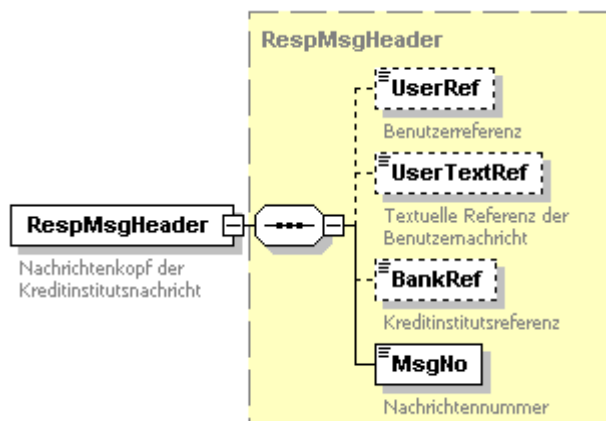 RespMsgHeader
UserRef
Benutzerreferenz
UserTextRef
Textuelle Referenz der
Benutzernachricht
RespMsgHeader
Nachrichtenkopf der
Kreditinstitutsnachricht
BankRef
Kreditinstitutsreferenz
MsgNo
Nachrichtennummer